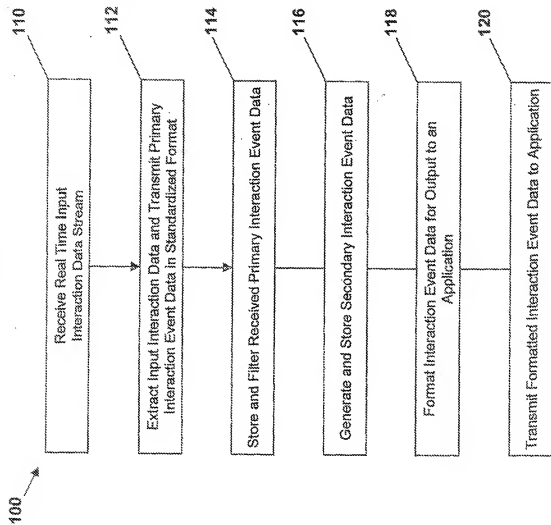 100
110
Receive Real Time Input
Interaction Data Stream
112
Extract Input Interaction Data and Transmit Primary
Interaction Event Data in Standardized Format
114
Store and Filter Received Primary Interaction Event Data
116
Generate and Store Secondary Interaction Event Data
118
Format Interaction Event Data for Output to an
Application
120
Transmit Formatted Interaction Event Data to Application